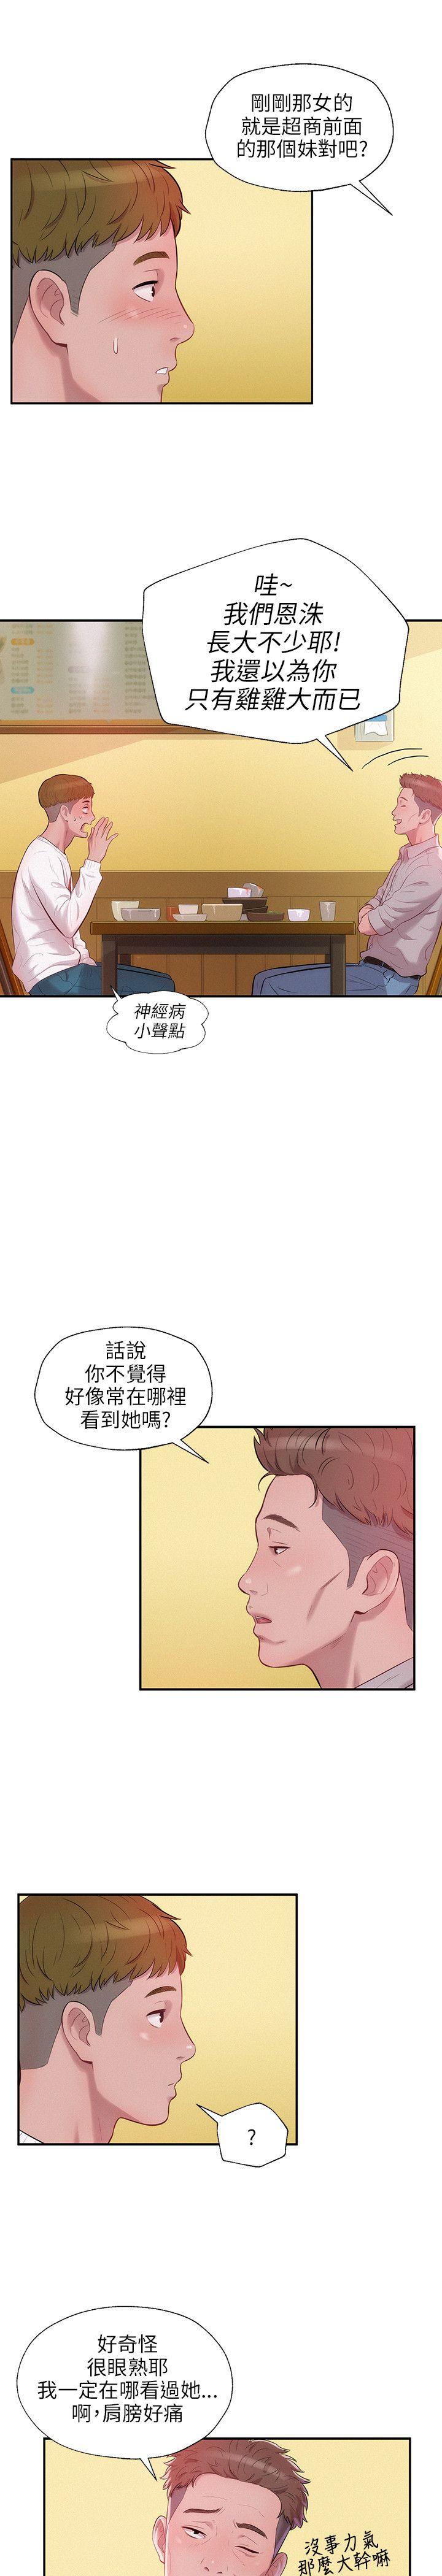 剛剛那女的
就是超商前面
的那個妹對吧?
哇~
我們恩洙
長大不少耶!
我還以為你
只有雞雞大而已
神經病
小聲點
話說
你不覺得
好像常在哪裡
看到她嗎?
?
好奇怪
很眼熟耶
我一定在哪看過她...
啊,肩膀好痛
沒事力氣
那麼大幹嘛